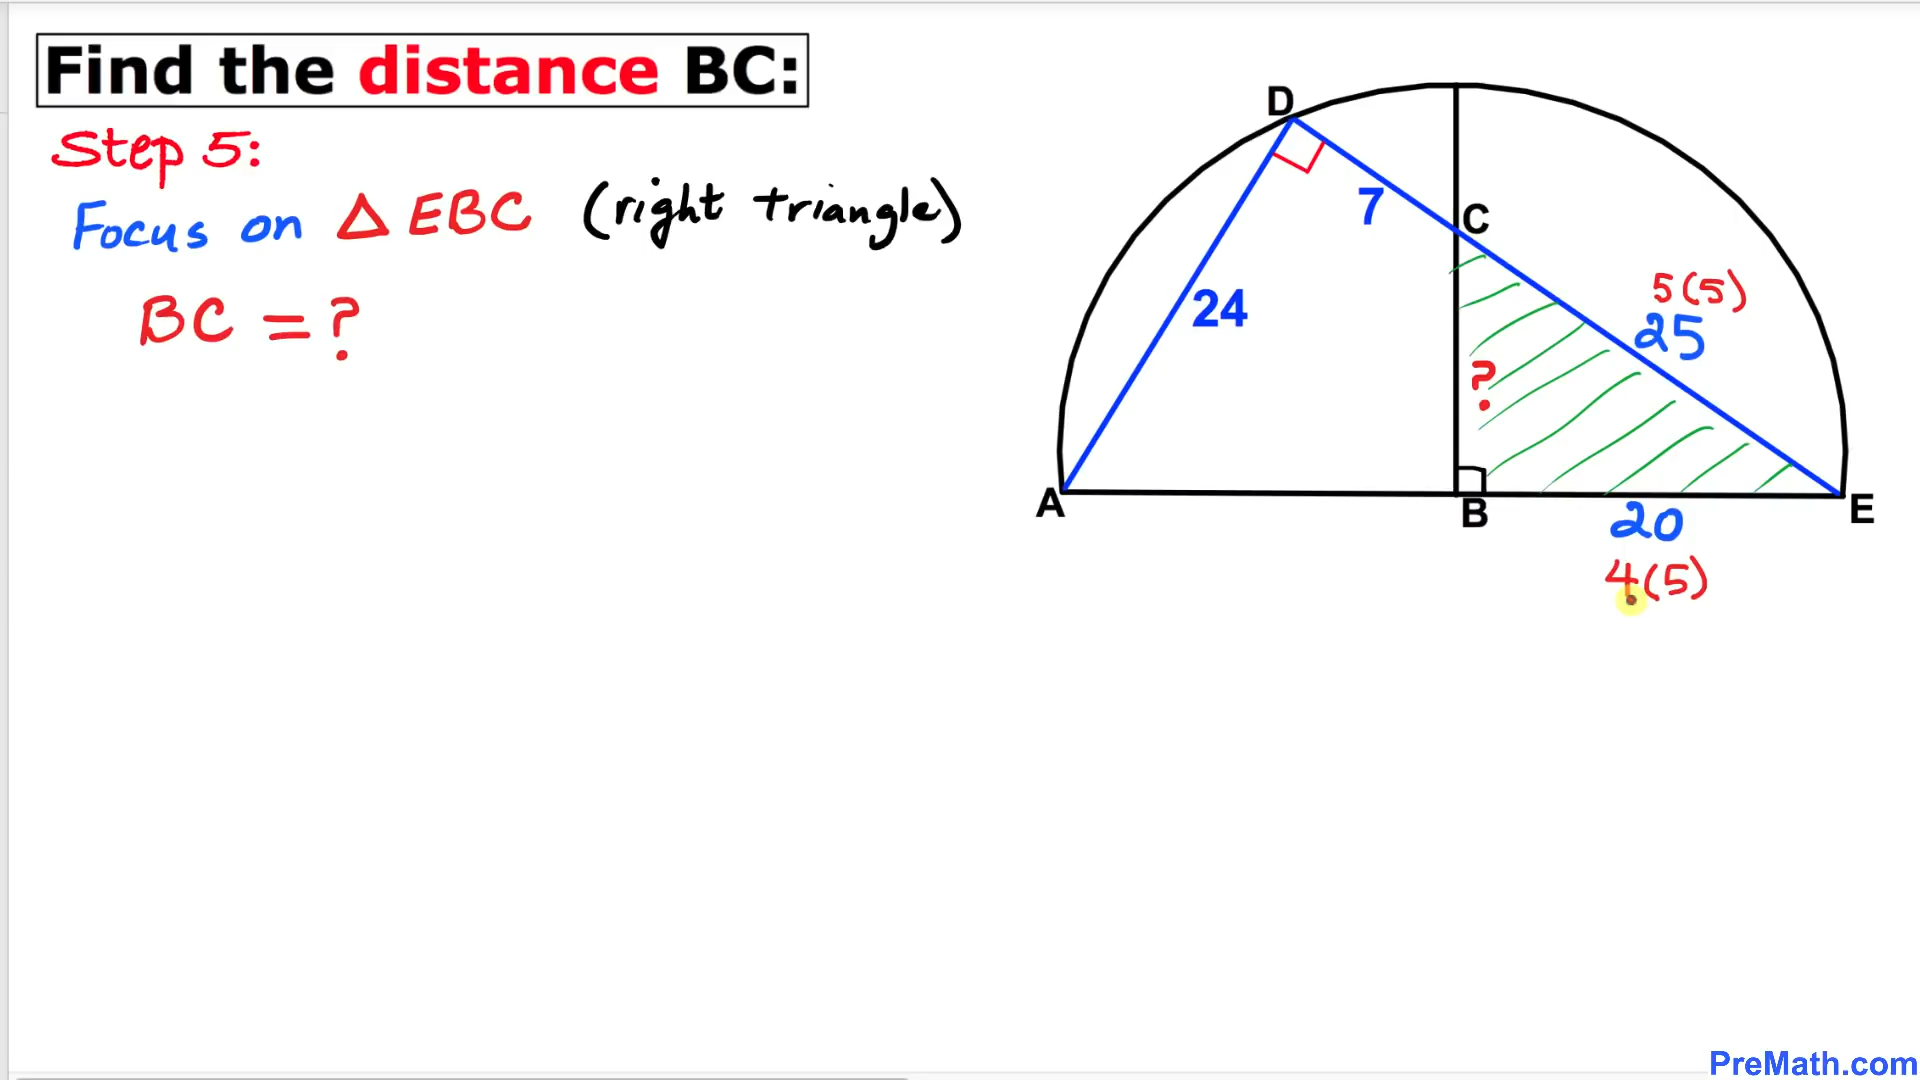 Find the distance BC:
Step 5:
Focus on △ EBC (right triangle)
BC = ?
D
7
C
24
5(5)
25
?
A
B
E
20
4(5)
PreMath.com